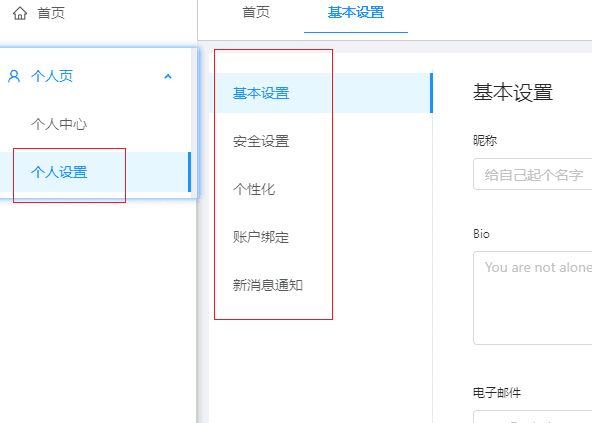 首页
个人页
个人中心
个人设置
首页
基本设置
基本设置
安全设置
个性化
账户绑定
新消息通知
基本设置
昵称
给自己起个名字
Bio
You are not alone
电子邮件